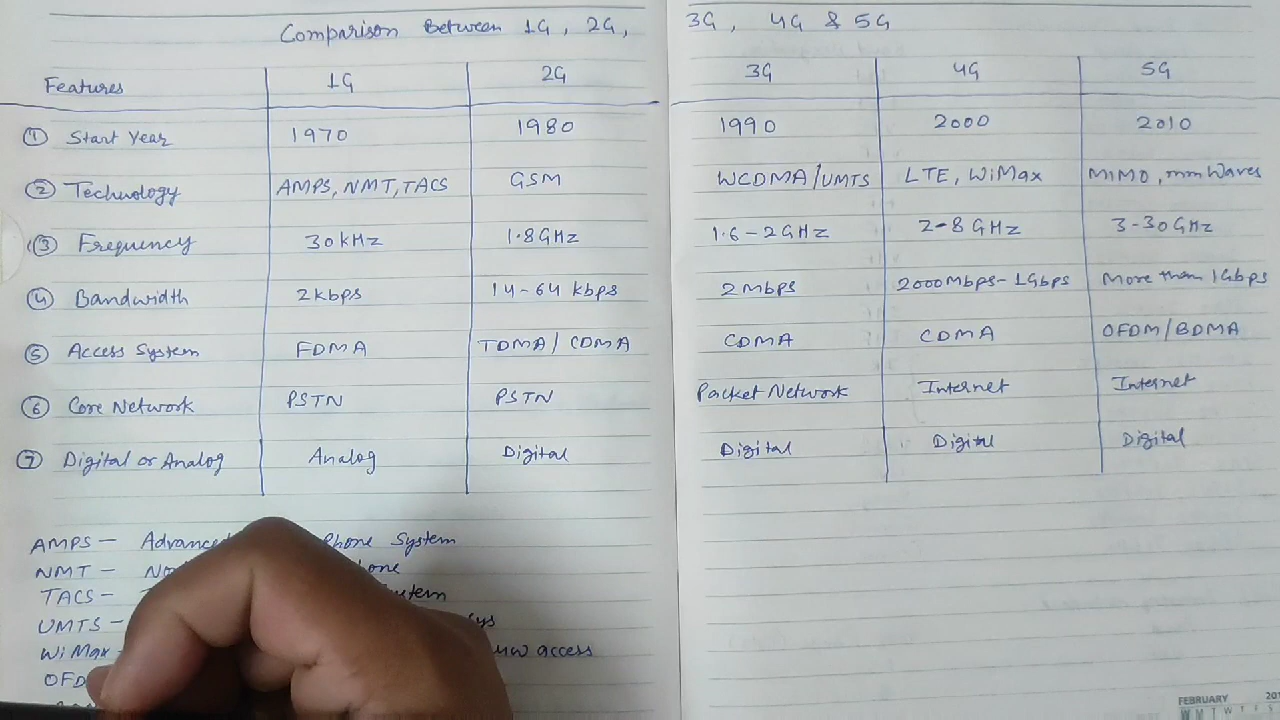 Comparison Between 1G, 2G, 3G, 4G & 5G
Features 1G 2G 3G 4G 5G
① Start Year 1970 1980 1990 2000 2010
② Technology AMPS, NMT, TACS GSM WCDMA/UMTS LTE, WiMax MIMO, mm Waves
③ Frequency 30kHz 1.8GHz 1.6-2GHz 2-8 GHz 3-30GHz
④ Bandwidth 2kbps 14-64 kbps 2Mbps 2000Mbps-1Gbps More than 1Gbps
⑤ Access System FDMA TDMA/CDMA CDMA CDMA OFDM/BDMA
⑥ Core Network PSTN PSTN Packet Network Internet Internet
⑦ Digital or Analog Analog Digital Digital Digital Digital
AMPS - Advanced Phone System
NMT -
TACS -
UMTS -
WiMax - access
FEBRUARY
W M T W T F S